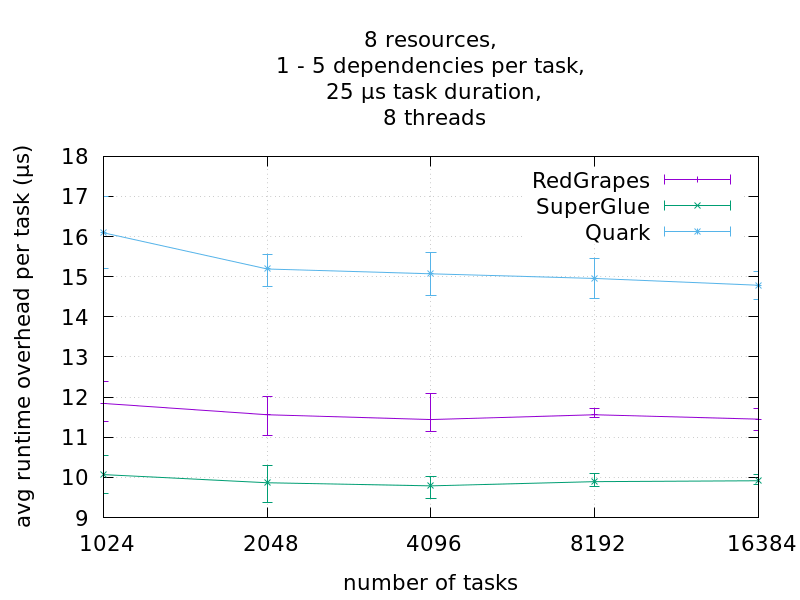 8 resources,
1 - 5 dependencies per task,
25 μs task duration,
8 threads
avg runtime overhead per task (μs)
18
17
16
15
14
13
12
11
10
9
RedGrapes
SuperGlue
Quark
1024
2048
4096
8192
16384
number of tasks